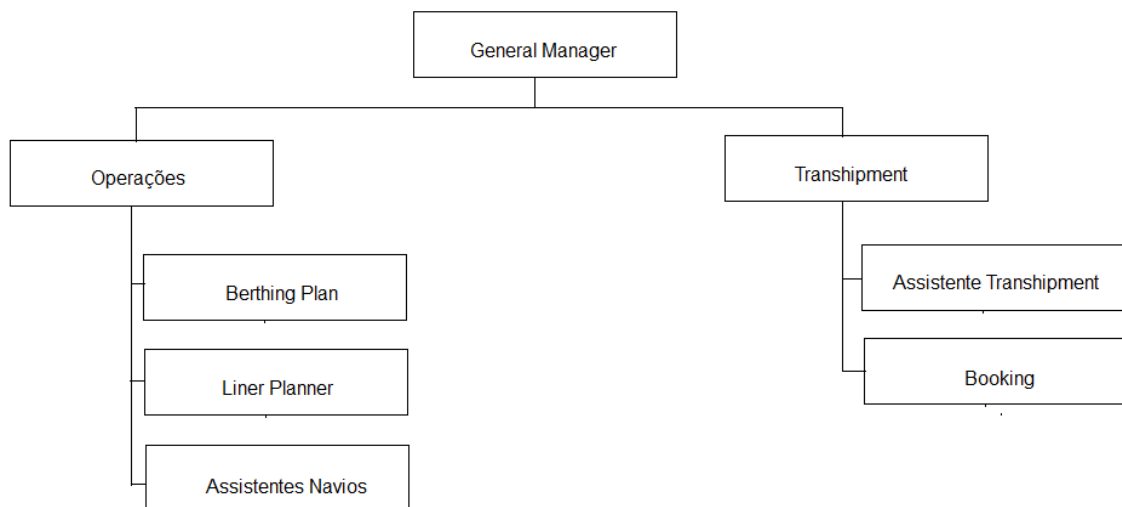 General Manager
Operações
Transhipment
Berthing Plan
Assistente Transhipment
Liner Planner
Booking
Assistentes Navios